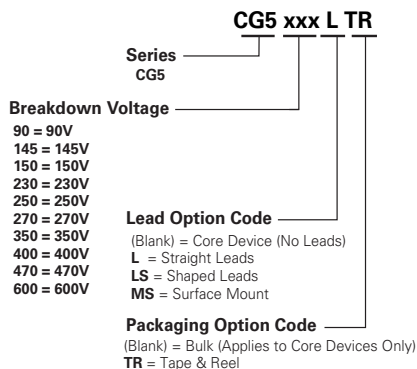 CG5 xxx L TR
Series
CG5
Breakdown Voltage
90 = 90V
145 = 145V
150 = 150V
230 = 230V
250 = 250V
270 = 270V
350 = 350V
400 = 400V
470 = 470V
600 = 600V
Lead Option Code
(Blank) = Core Device (No Leads)
L = Straight Leads
LS = Shaped Leads
MS = Surface Mount
Packaging Option Code
(Blank) = Bulk (Applies to Core Devices Only)
TR = Tape & Reel